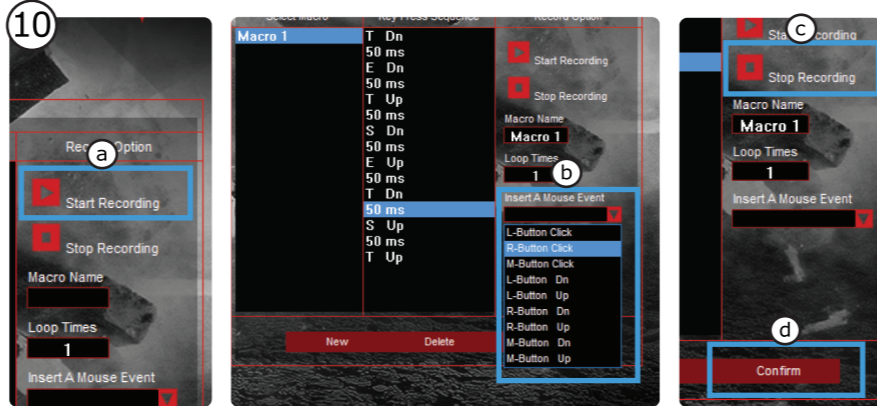 10
Record Option
a
Start Recording
Stop Recording
Macro Name
Loop Times
1
Insert A Mouse Event
Select Macro
Key Press Sequence
Record Option
Macro 1
T Dn
50 ms
E Dn
50 ms
T Up
50 ms
S Dn
50 ms
E Up
50 ms
T Dn
50 ms
S Up
50 ms
T Up
Start Recording
Stop Recording
Macro Name
Macro 1
Loop Times
1
b
Insert A Mouse Event
L-Button Click
R-Button Click
M-Button Click
L-Button Dn
L-Button Up
R-Button Dn
R-Button Up
M-Button Dn
M-Button Up
New
Delete
c
Start Recording
Stop Recording
Macro Name
Macro 1
Loop Times
1
Insert A Mouse Event
d
Confirm